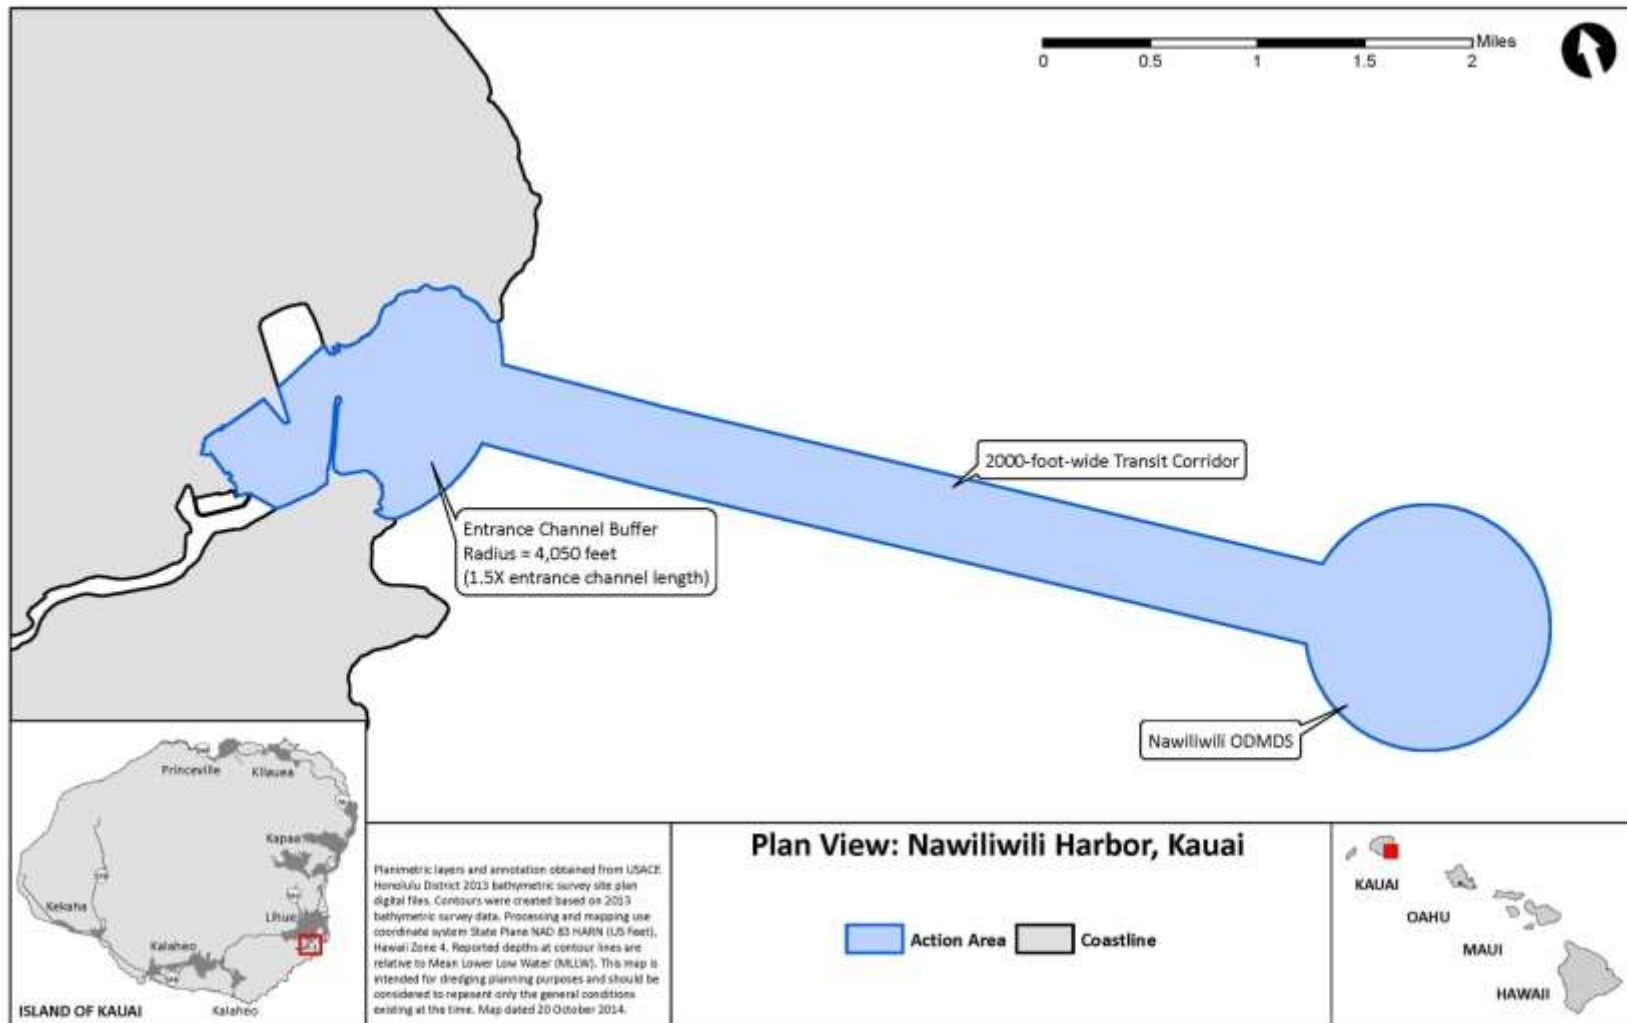 Miles
0 0.5 1 1.5 2
2000-foot-wide Transit Corridor
Entrance Channel Buffer
Radius = 4,050 feet
(1.5X entrance channel length)
Nawiliwili ODMDS
Princeville
Kilauea
Kapaa
Lihue
Kekaha
Kalaheo
Kalaheo
ISLAND OF KAUAI
Planimetric layers and annotation obtained from USACE
Honolulu District 2013 bathymetric survey site plan
digital files. Contours were created based on 2013
bathymetric survey data. Processing and mapping use
coordinate system State Plane NAD 83 HARN (US Feet),
Hawaii Zone 4. Reported depths at contour lines are
relative to Mean Lower Low Water (MLLW). This map is
intended for dredging planning purposes and should be
considered to repesent only the general conditions
existing at the time. Map dated 20 October 2014.
Plan View: Nawiliwili Harbor, Kauai
Action Area
Coastline
KAUAI
OAHU
MAUI
HAWAII